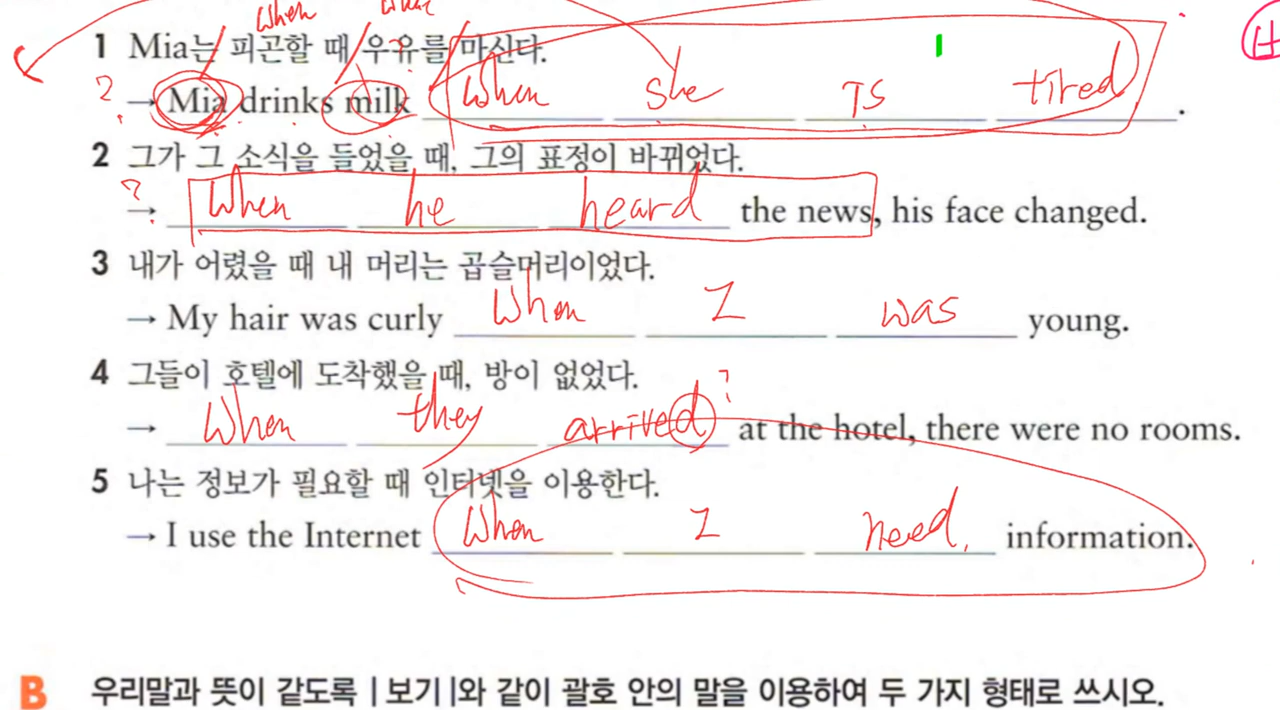 When what
1 Mia는 피곤할 때 우유를 마신다.
? → Mia drinks milk When she is tired.
2 그가 그 소식을 들었을 때, 그의 표정이 바뀌었다.
? → When he heard the news, his face changed.
3 내가 어렸을 때 내 머리는 곱슬머리이었다.
→ My hair was curly When I was young.
4 그들이 호텔에 도착했을 때, 방이 없었다.
?
→ When they arrived at the hotel, there were no rooms.
5 나는 정보가 필요할 때 인터넷을 이용한다.
→ I use the Internet When I need information.
B 우리말과 뜻이 같도록 | 보기 |와 같이 괄호 안의 말을 이용하여 두 가지 형태로 쓰시오.